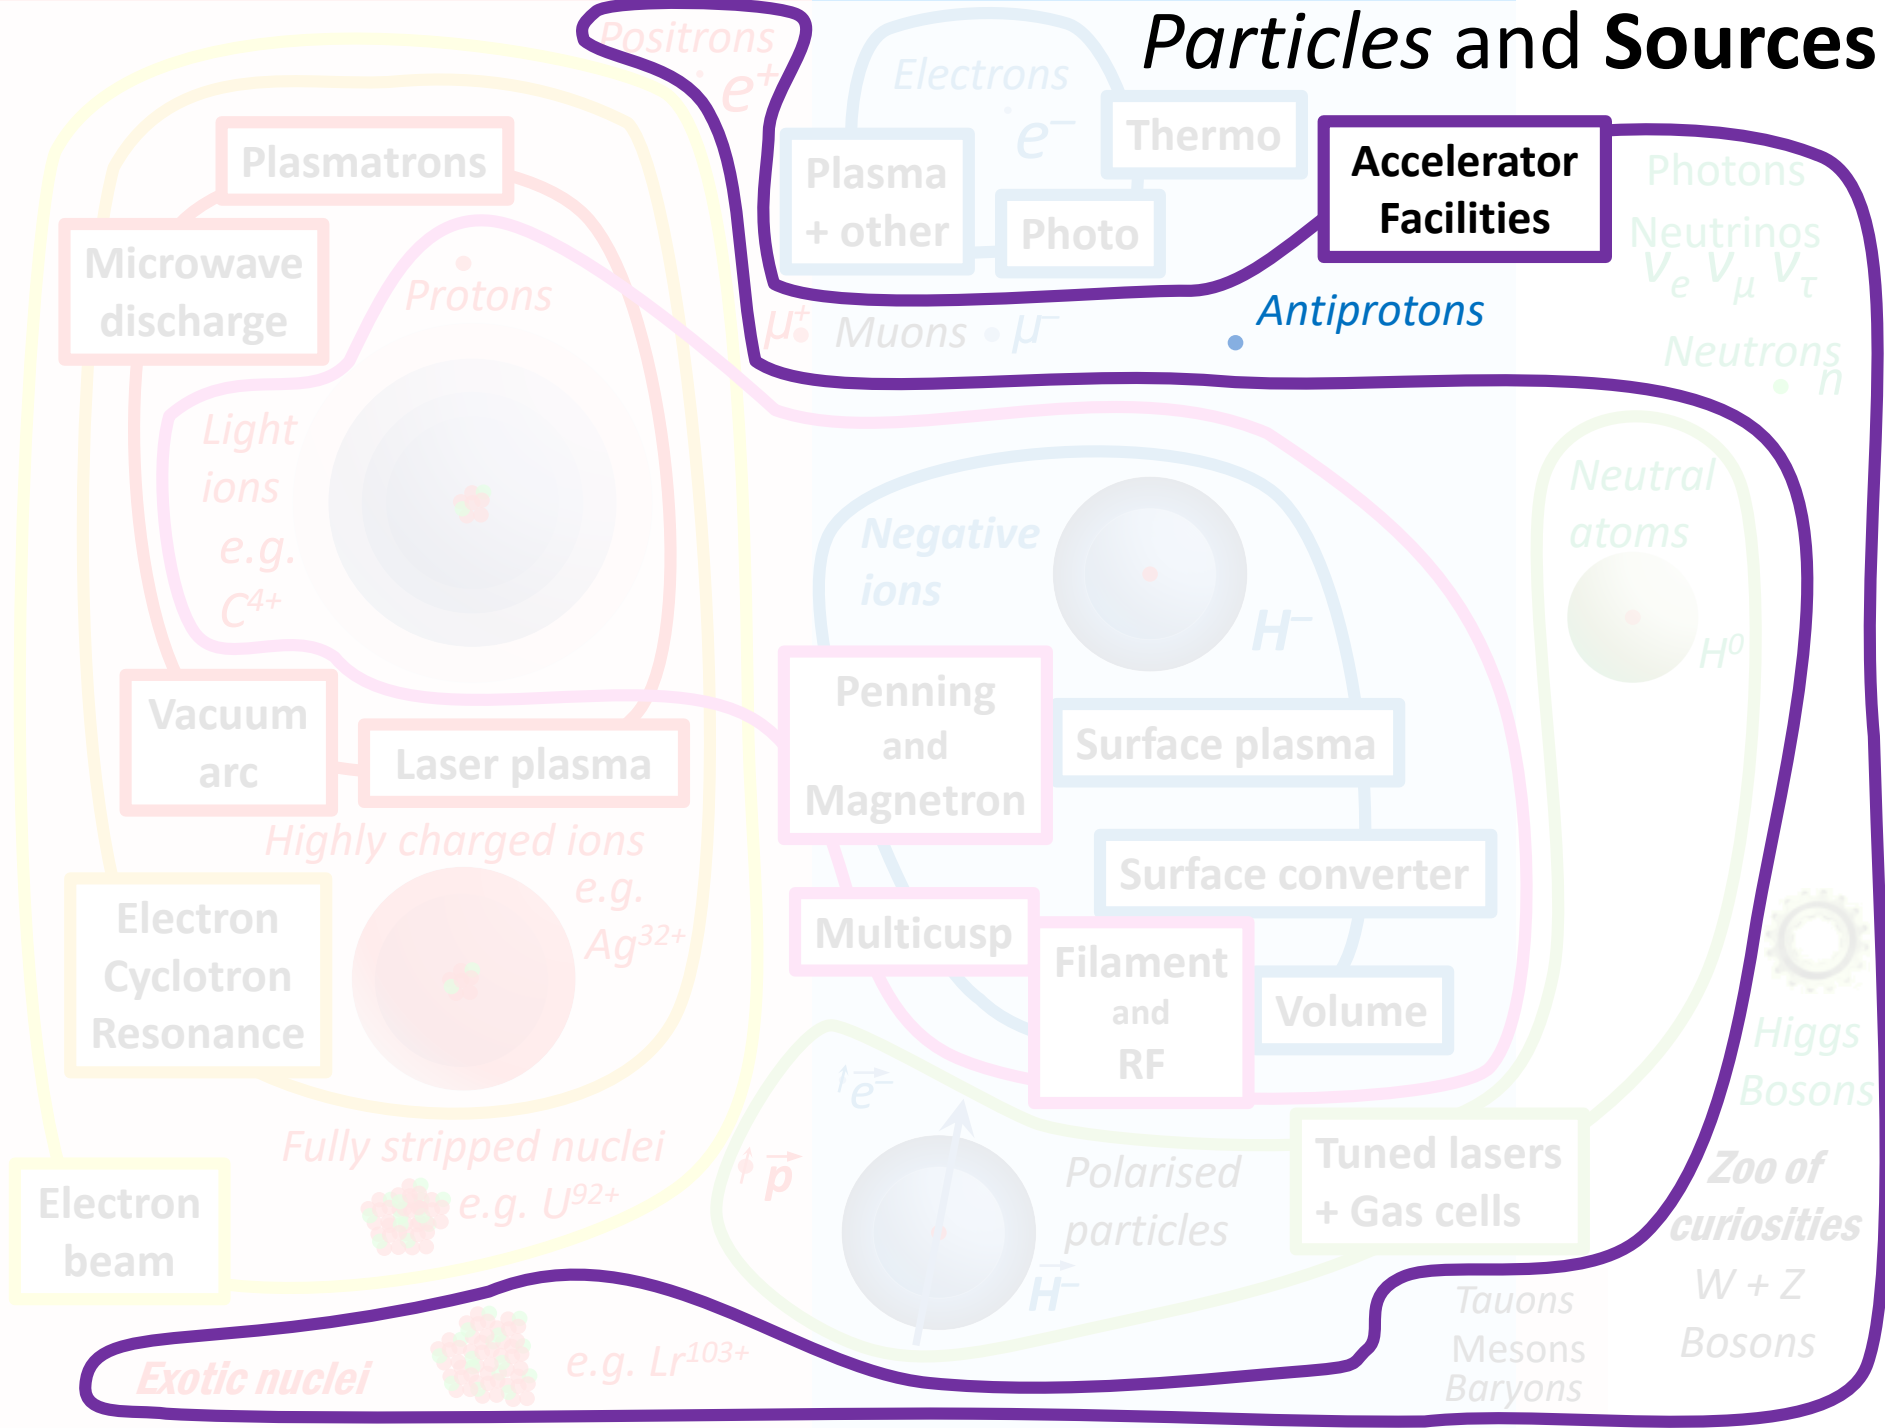 Particles and Sources
Positrons
e⁺
Electrons
e⁻
Thermo
Plasma
+ other
Photo
Accelerator
Facilities
Photons
Neutrinos
νe νμ ντ
Plasmatrons
Microwave
discharge
Protons
μ⁺ Muons μ⁻
Antiprotons
Neutrons
n
Light
ions
e.g.
C⁴⁺
Negative
ions
H⁻
Neutral
atoms
H⁰
Vacuum
arc
Laser plasma
Penning
and
Magnetron
Surface plasma
Surface converter
Highly charged ions
e.g.
Ag³²⁺
Electron
Cyclotron
Resonance
Multicusp
Filament
and
RF
Volume
Higgs
Bosons
Fully stripped nuclei
e.g. U⁹²⁺
Electron
beam
e⁻
p
H⁻
Polarised
particles
Tuned lasers
+ Gas cells
Zoo of
curiosities
W + Z
Bosons
Tauons
Mesons
Baryons
Exotic nuclei
e.g. Lr¹⁰³⁺